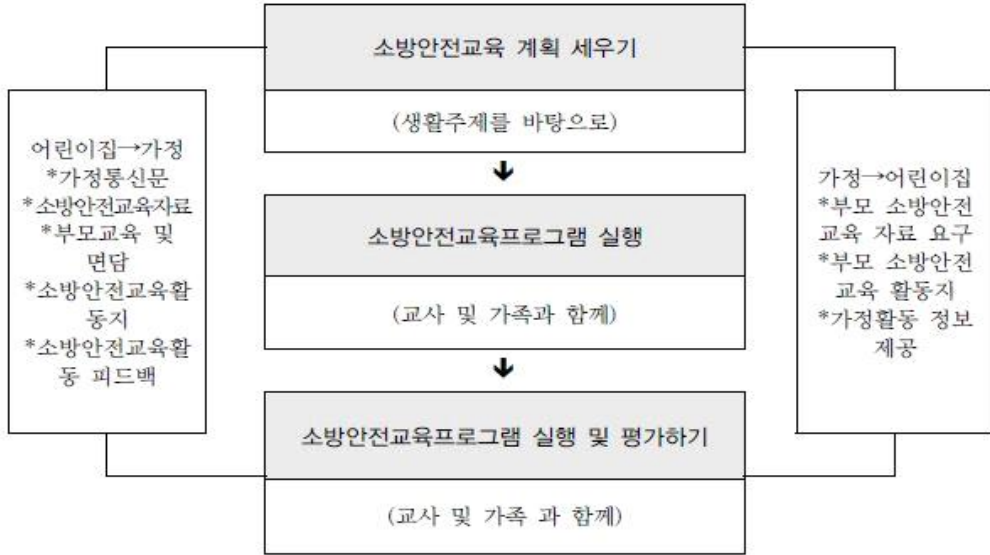 소방안전교육 계획 세우기
(생활주제를 바탕으로)
어린이집→가정
*가정통신문
*소방안전교육자료
*부모교육 및
면담
*소방안전교육활
동지
*소방안전교육활
동 피드백
소방안전교육프로그램 실행
(교사 및 가족과 함께)
가정→어린이집
*부모 소방안전
교육 자료 요구
*부모 소방안전
교육 활동지
*가정활동 정보
제공
소방안전교육프로그램 실행 및 평가하기
(교사 및 가족 과 함께)